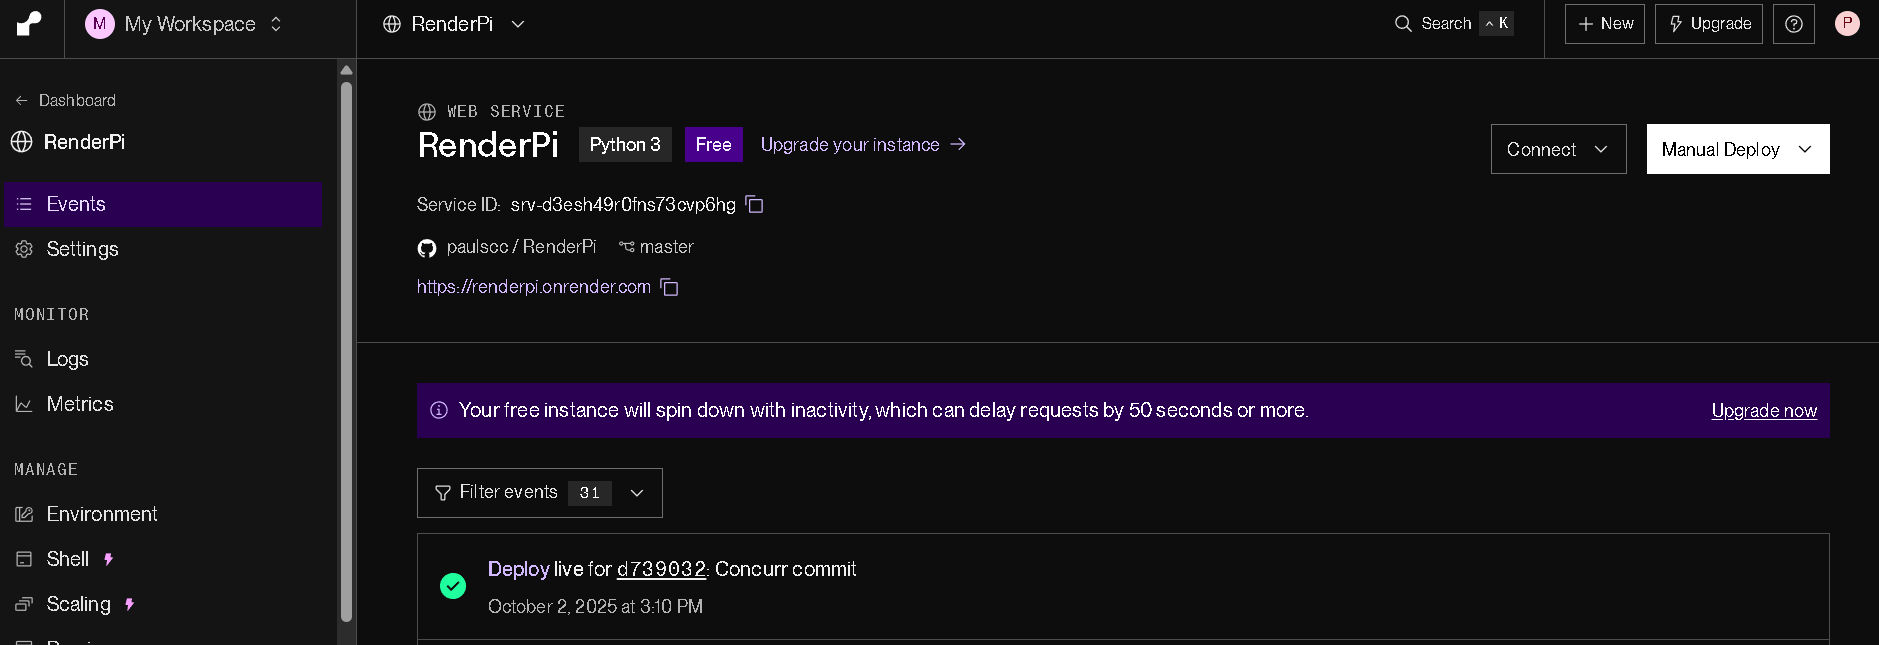 M My Workspace
RenderPi
Search ^ K
+ New
Upgrade
P
← Dashboard
RenderPi
Events
Settings
MONITOR
Logs
Metrics
MANAGE
Environment
Shell
Scaling
WEB SERVICE
RenderPi Python 3 Free Upgrade your instance →
Connect
Manual Deploy
Service ID: srv-d3esh49r0fns73cvp6hg
paulscc / RenderPi master
https://renderpi.onrender.com
Your free instance will spin down with inactivity, which can delay requests by 50 seconds or more.
Upgrade now
Filter events 31
Deploy live for d739032: Concurr commit
October 2, 2025 at 3:10 PM